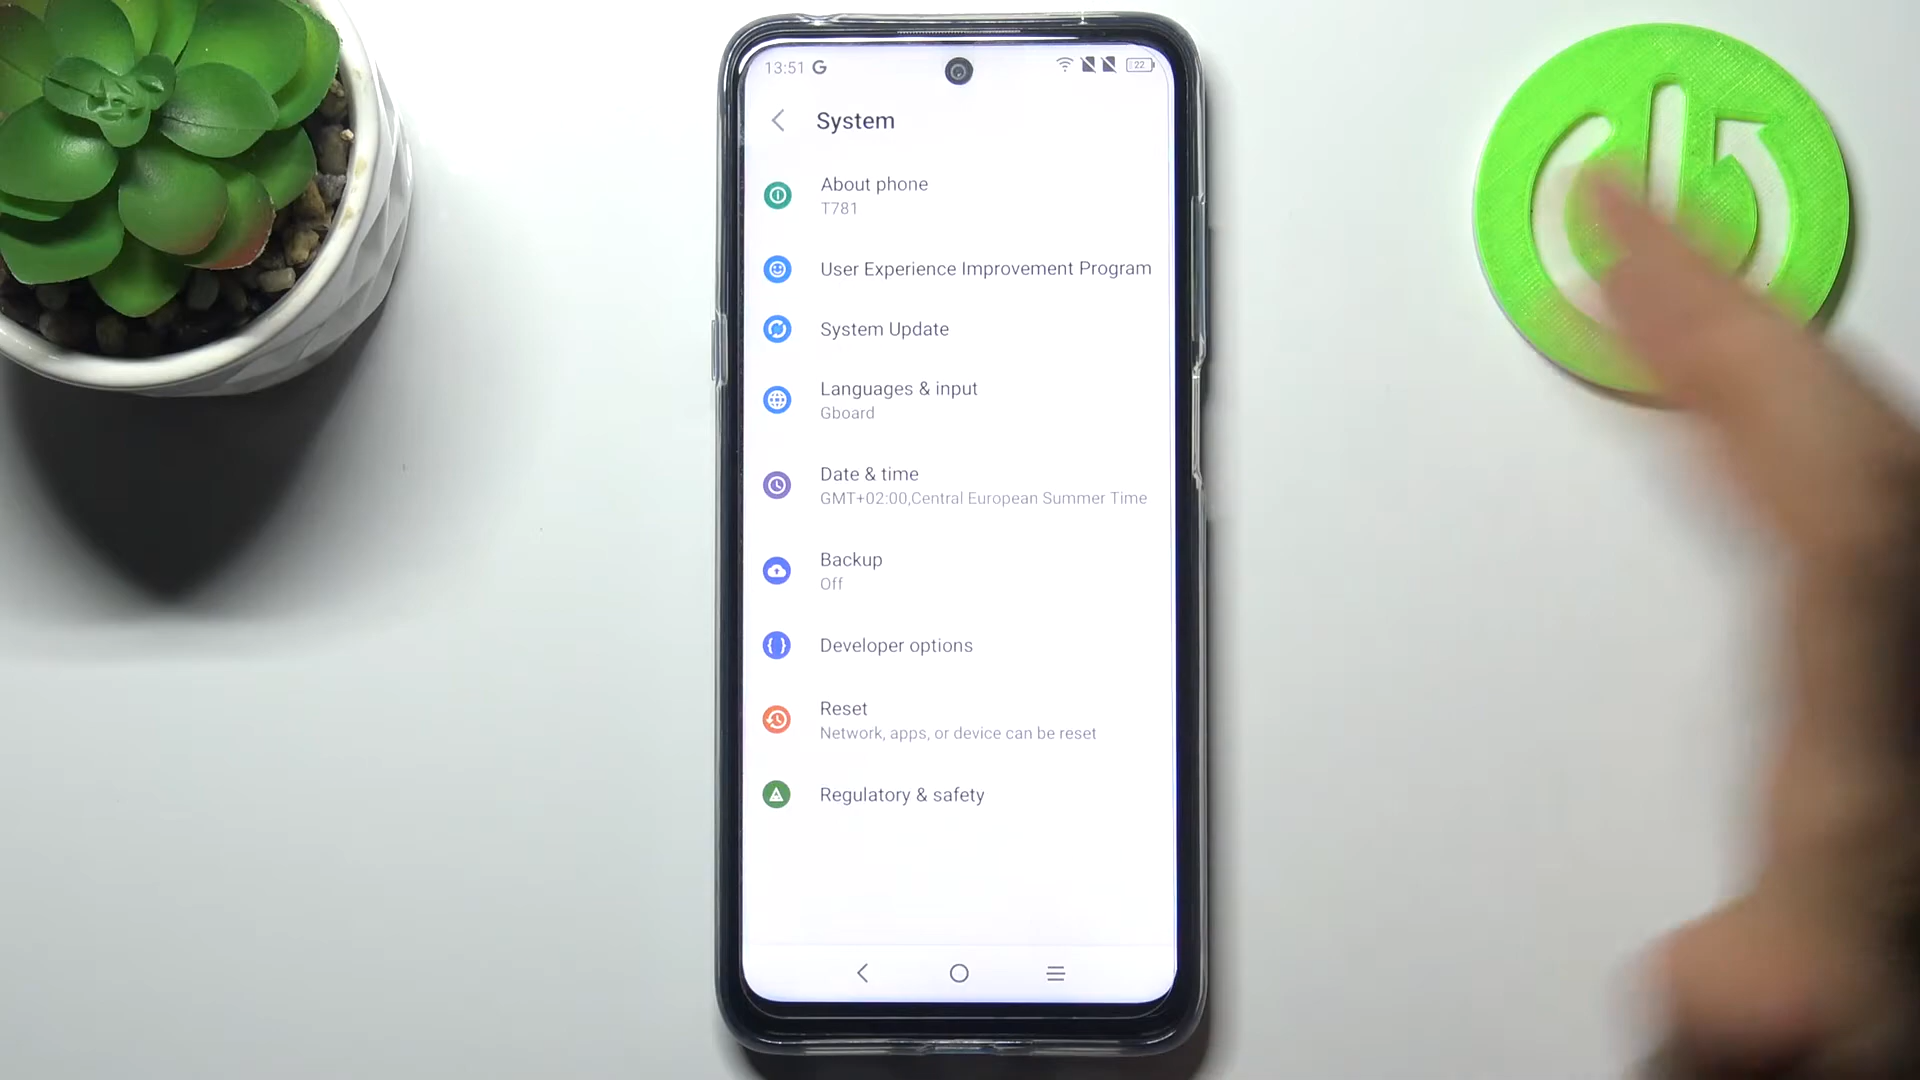 13:51 G
22
System
About phone
T781
User Experience Improvement Program
System Update
Languages & input
Gboard
Date & time
GMT+02:00,Central European Summer Time
Backup
Off
Developer options
Reset
Network, apps, or device can be reset
Regulatory & safety